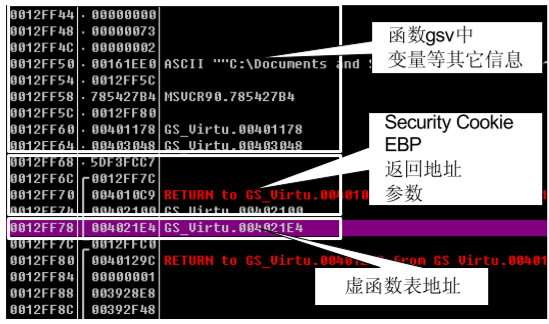 0012FF44 · 00000000
0012FF48 · 00000073
0012FF4C · 00000002
0012FF50 · 00161EE0 ASCII ""C:\Documents and S
0012FF54 · 0012FF5C
0012FF58 · 785427B4 MSVCR90.785427B4
0012FF5C · 0012FF80
0012FF60 · 00401178 GS_Virtu.00401178
0012FF64 · 00403048 GS_Virtu.00403048
0012FF68 · 5DF3FCC7
0012FF6C 0012FF7C
0012FF70 004010C9 RETURN to GS_Virtu.004010
0012FF74 00402100 GS_Virtu.00402100
0012FF78 004021E4 GS_Virtu.004021E4
0012FF7C 0012FFC0
0012FF80 0040129C RETURN to GS_Virtu.00401 from GS_Virtu.00401
0012FF84 00000001
0012FF88 003928E8
0012FF8C 00392F48
函数gsv中
变量等其它信息
Security Cookie
EBP
返回地址
参数
虚函数表地址